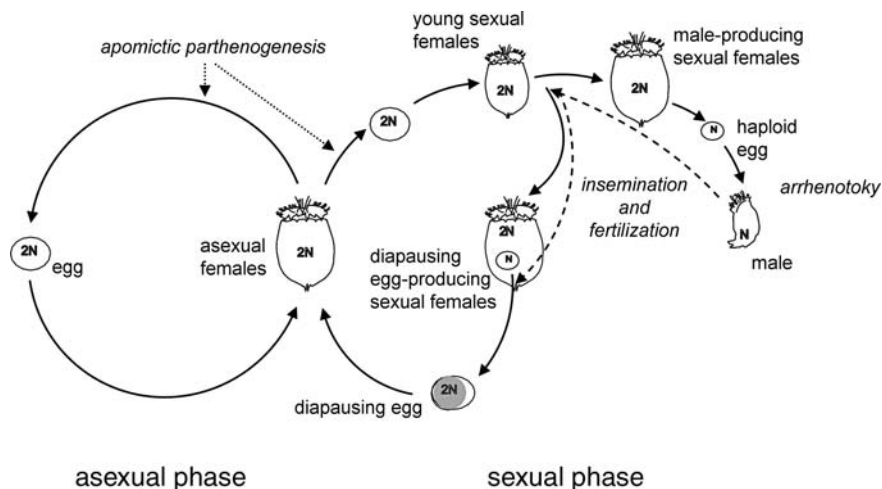 apomictic parthenogenesis
young sexual
females
male-producing
sexual females
2N
2N
2N
N
haploid
egg
arrhenotoky
N
male
insemination
and
fertilization
2N
egg
asexual
females
2N
2N
N
diapausing
egg-producing
sexual females
2N
diapausing egg
asexual phase
sexual phase